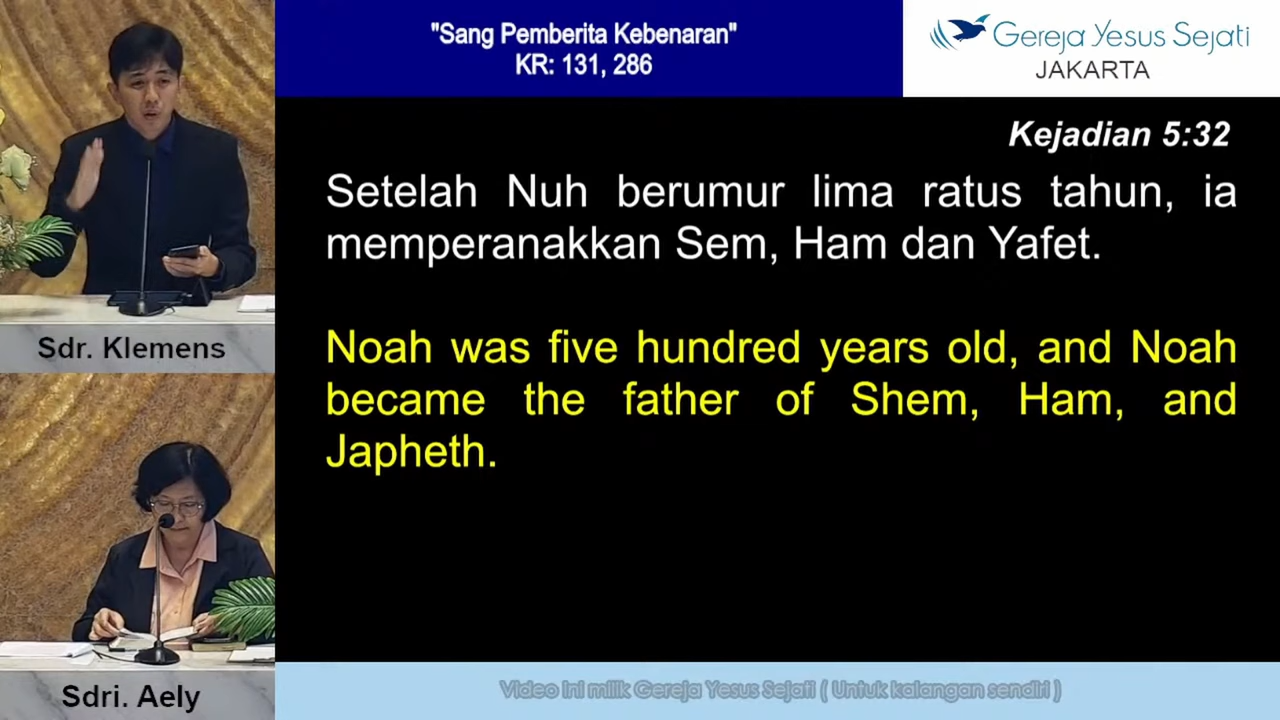 "Sang Pemberita Kebenaran"
KR: 131, 286
Gereja Yesus Sejati
JAKARTA
Kejadian 5:32
Setelah Nuh berumur lima ratus tahun, ia
memperanakkan Sem, Ham dan Yafet.
Noah was five hundred years old, and Noah
became the father of Shem, Ham, and
Japheth.
Sdr. Klemens
Sdri. Aely
Video Ini milik Gereja Yesus Sejati ( Untuk kalangan sendiri )